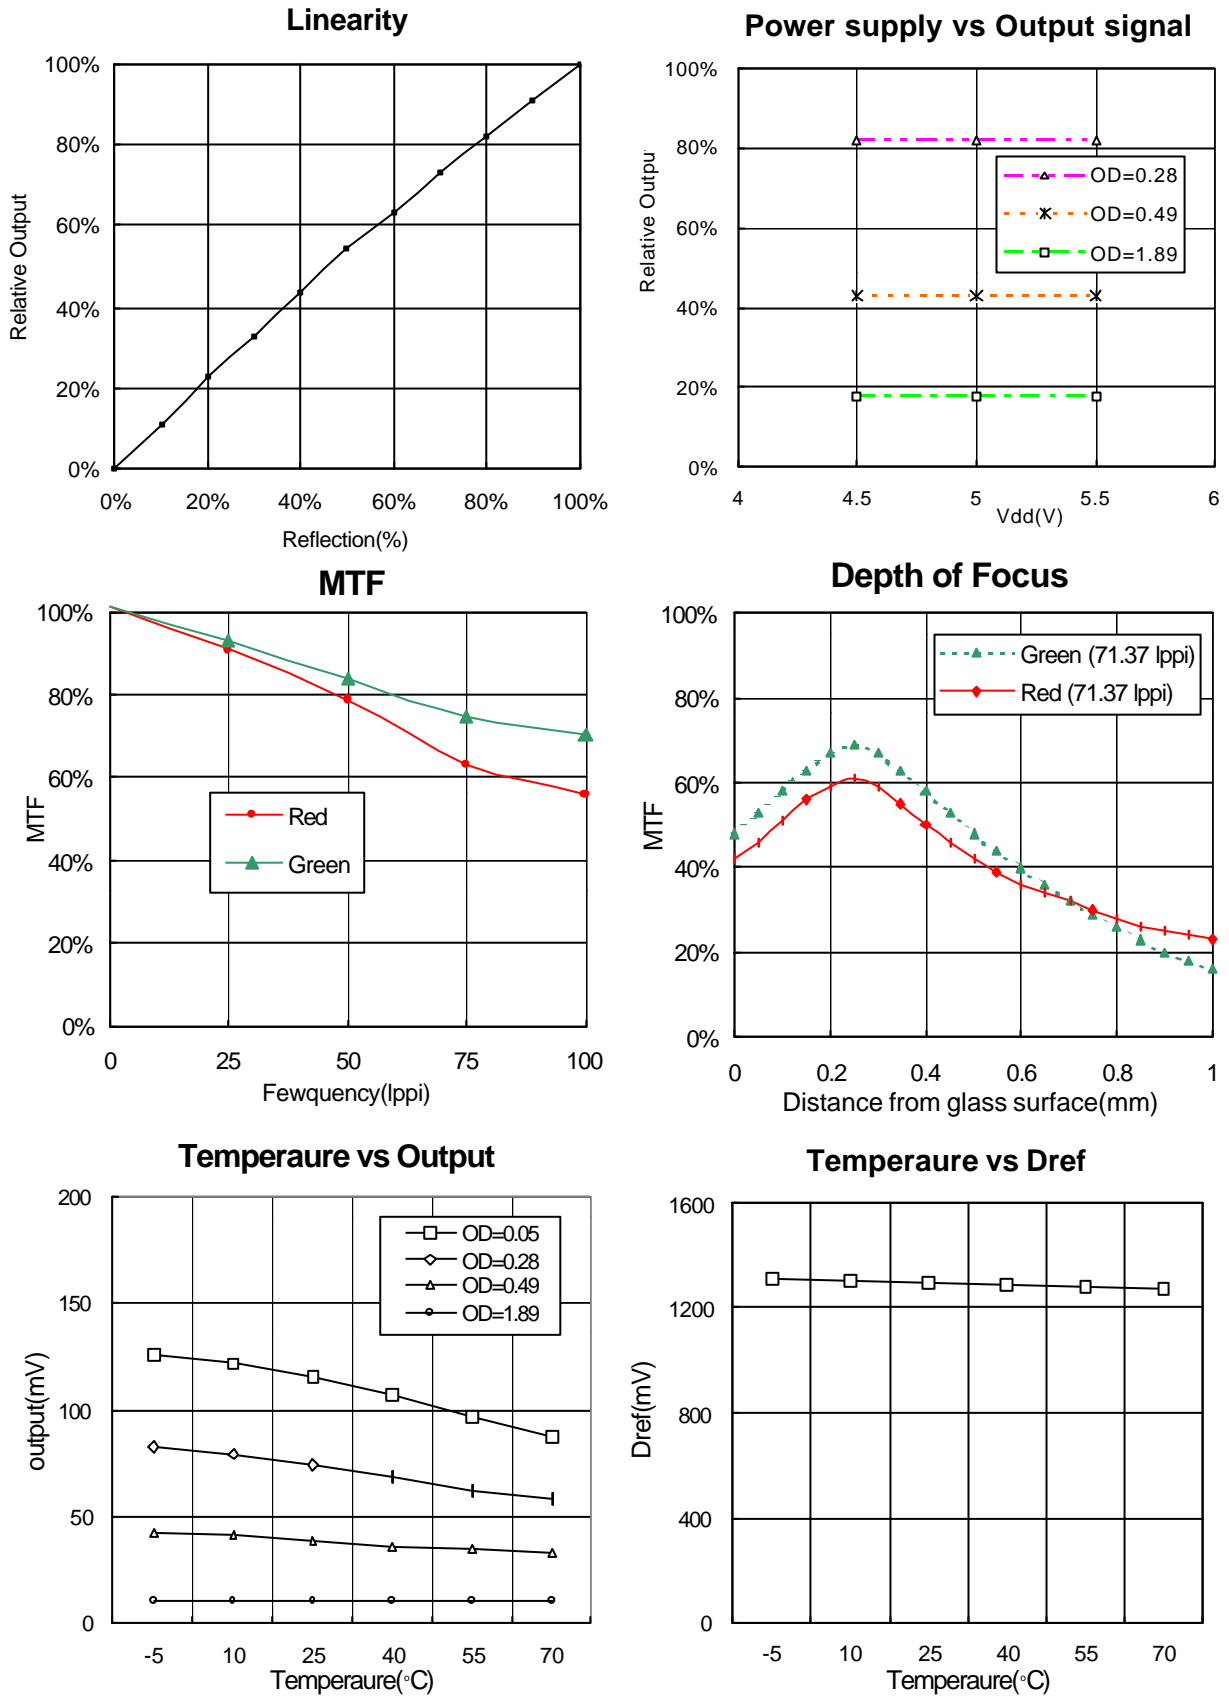 Linearity
100%
80%
60%
40%
20%
0%
0% 20% 40% 60% 80% 100%
Relative Output
Reflection(%)
Power supply vs Output signal
100%
80%
60%
40%
20%
0%
4 4.5 5 5.5 6
Relative Outpu
Vdd(V)
OD=0.28
OD=0.49
OD=1.89
MTF
100%
80%
60%
40%
20%
0%
0 25 50 75 100
MTF
Fewquency(lppi)
Red
Green
Depth of Focus
100%
80%
60%
40%
20%
0%
0 0.2 0.4 0.6 0.8 1
MTF
Distance from glass surface(mm)
Green (71.37 lppi)
Red (71.37 lppi)
Temperaure vs Output
200
150
100
50
0
-5 10 25 40 55 70
output(mV)
Temperaure(°C)
OD=0.05
OD=0.28
OD=0.49
OD=1.89
Temperaure vs Dref
1600
1200
800
400
0
-5 10 25 40 55 70
Dref(mV)
Temperaure(°C)